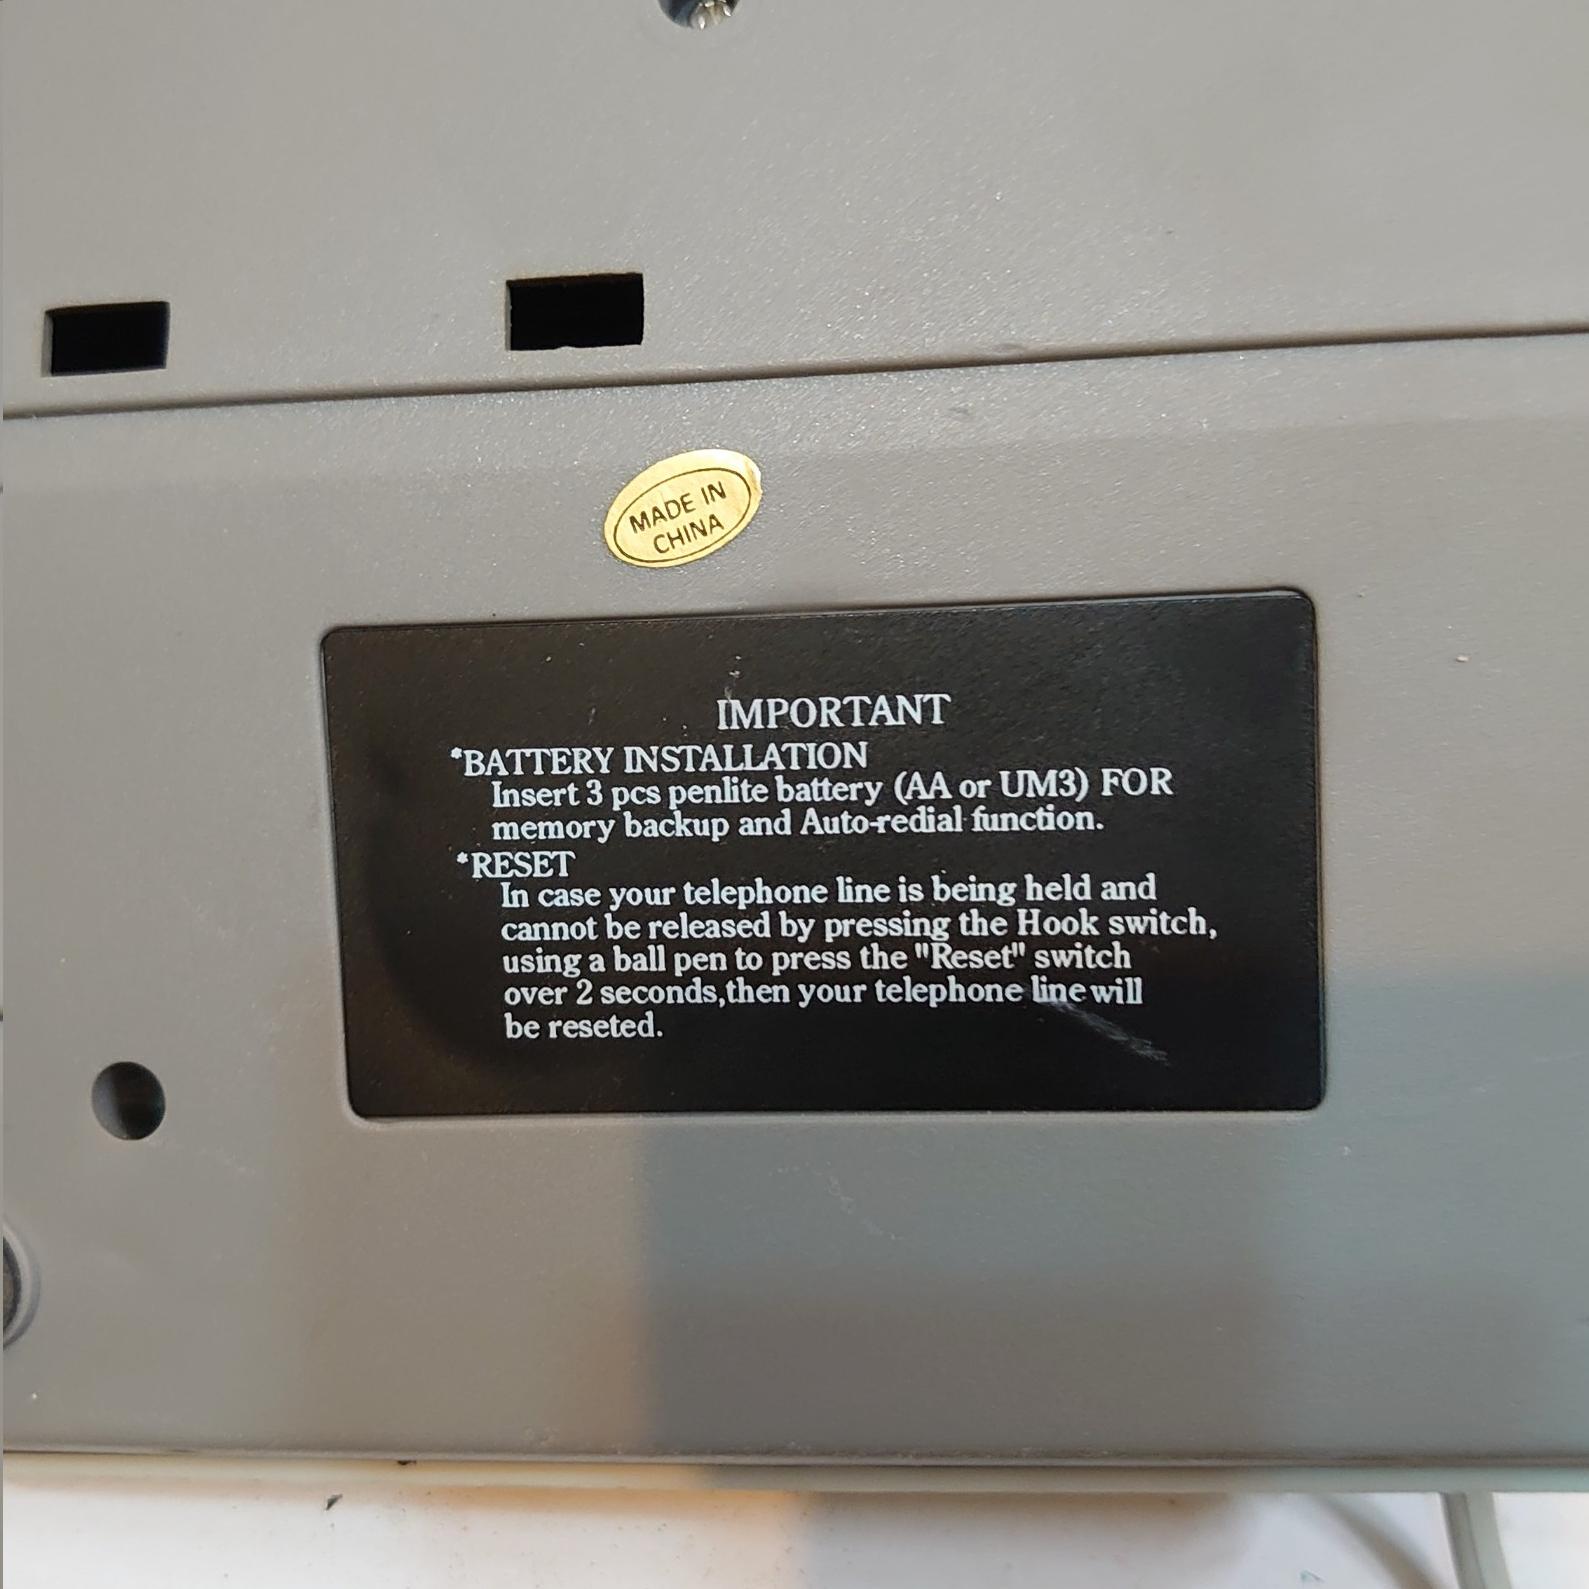 MADE IN
CHINA
IMPORTANT
*BATTERY INSTALLATION
Insert 3 pcs penlite battery (AA or UM3) FOR
memory backup and Auto-redial function.
*RESET
In case your telephone line is being held and
cannot be released by pressing the Hook switch,
using a ball pen to press the "Reset" switch
over 2 seconds,then your telephone line will
be reseted.